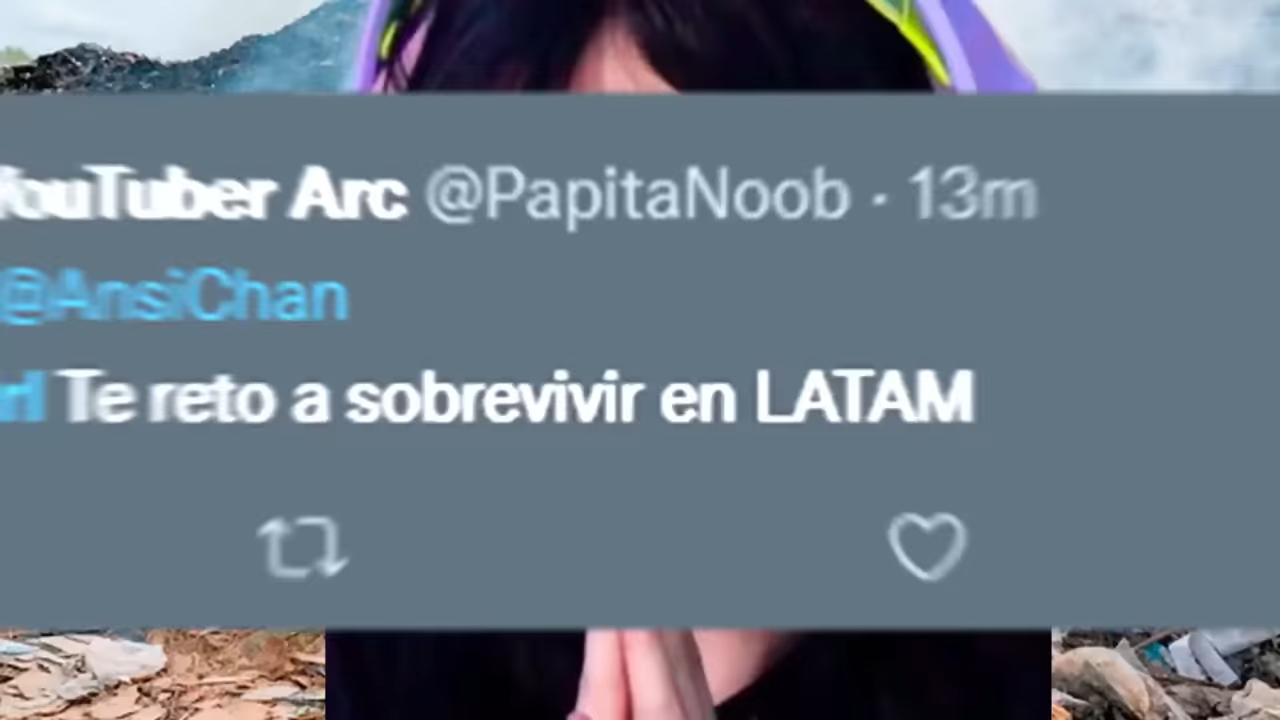 YouTuber Arc @PapitaNoob · 13m
@AnsiChan
Te reto a sobrevivir en LATAM